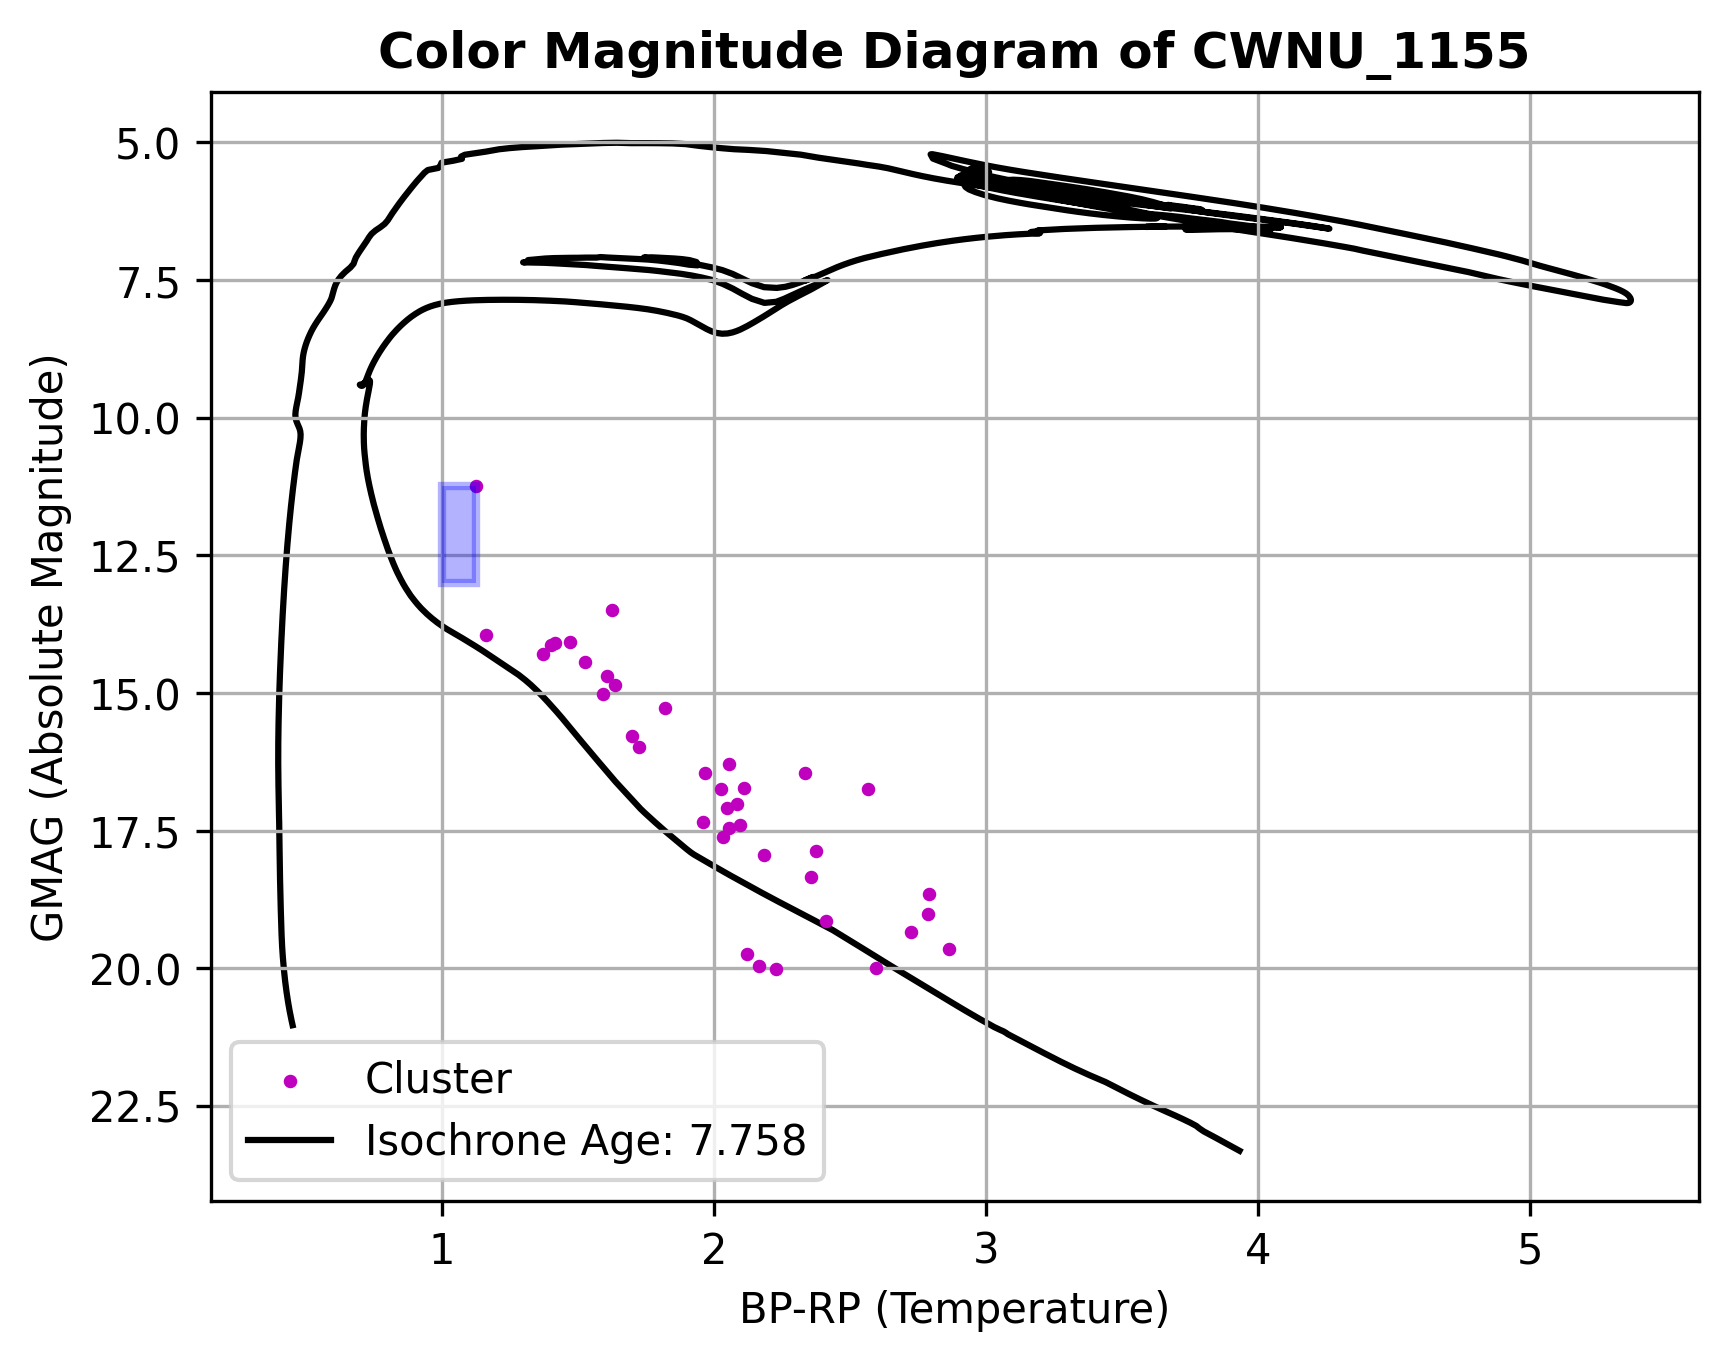 Color Magnitude Diagram of CWNU_1155
GMAG (Absolute Magnitude)
5.0
7.5
10.0
12.5
15.0
17.5
20.0
22.5
Cluster
Isochrone Age: 7.758
1 2 3 4 5
BP-RP (Temperature)